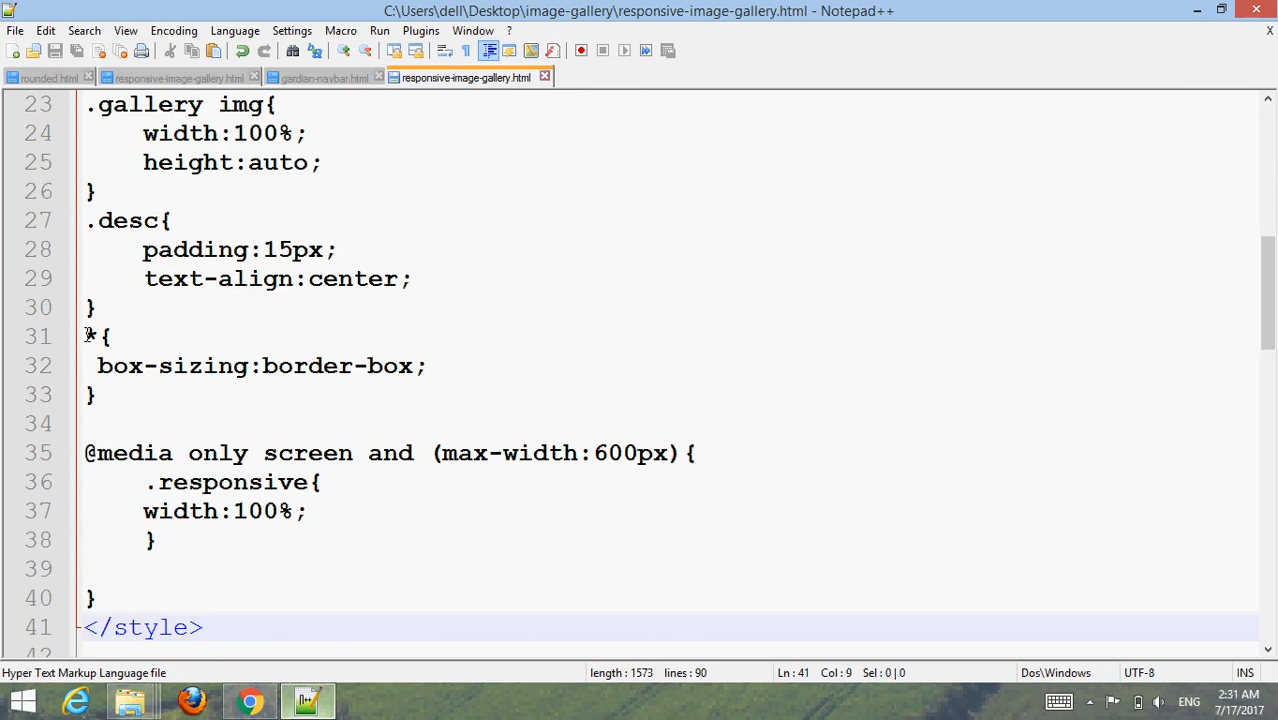 C:\Users\dell\Desktop\image-gallery\responsive-image-gallery.html - Notepad++
File Edit Search View Encoding Language Settings Macro Run Plugins Window ? X
rounded.html responsive-image-gallery.html gardian-navbar.html responsive-image-gallery.html
23 .gallery img{
24 width:100%;
25 height:auto;
26 }
27 .desc{
28 padding:15px;
29 text-align:center;
30 }
31 *{
32 box-sizing:border-box;
33 }
34
35 @media only screen and (max-width:600px){
36 .responsive{
37 width:100%;
38 }
39
40 }
41 </style>
42
Hyper Text Markup Language file length : 1573 lines : 90 Ln : 41 Col : 9 Sel : 0 | 0 Dos\Windows UTF-8 INS
ENG 2:31 AM
7/17/2017